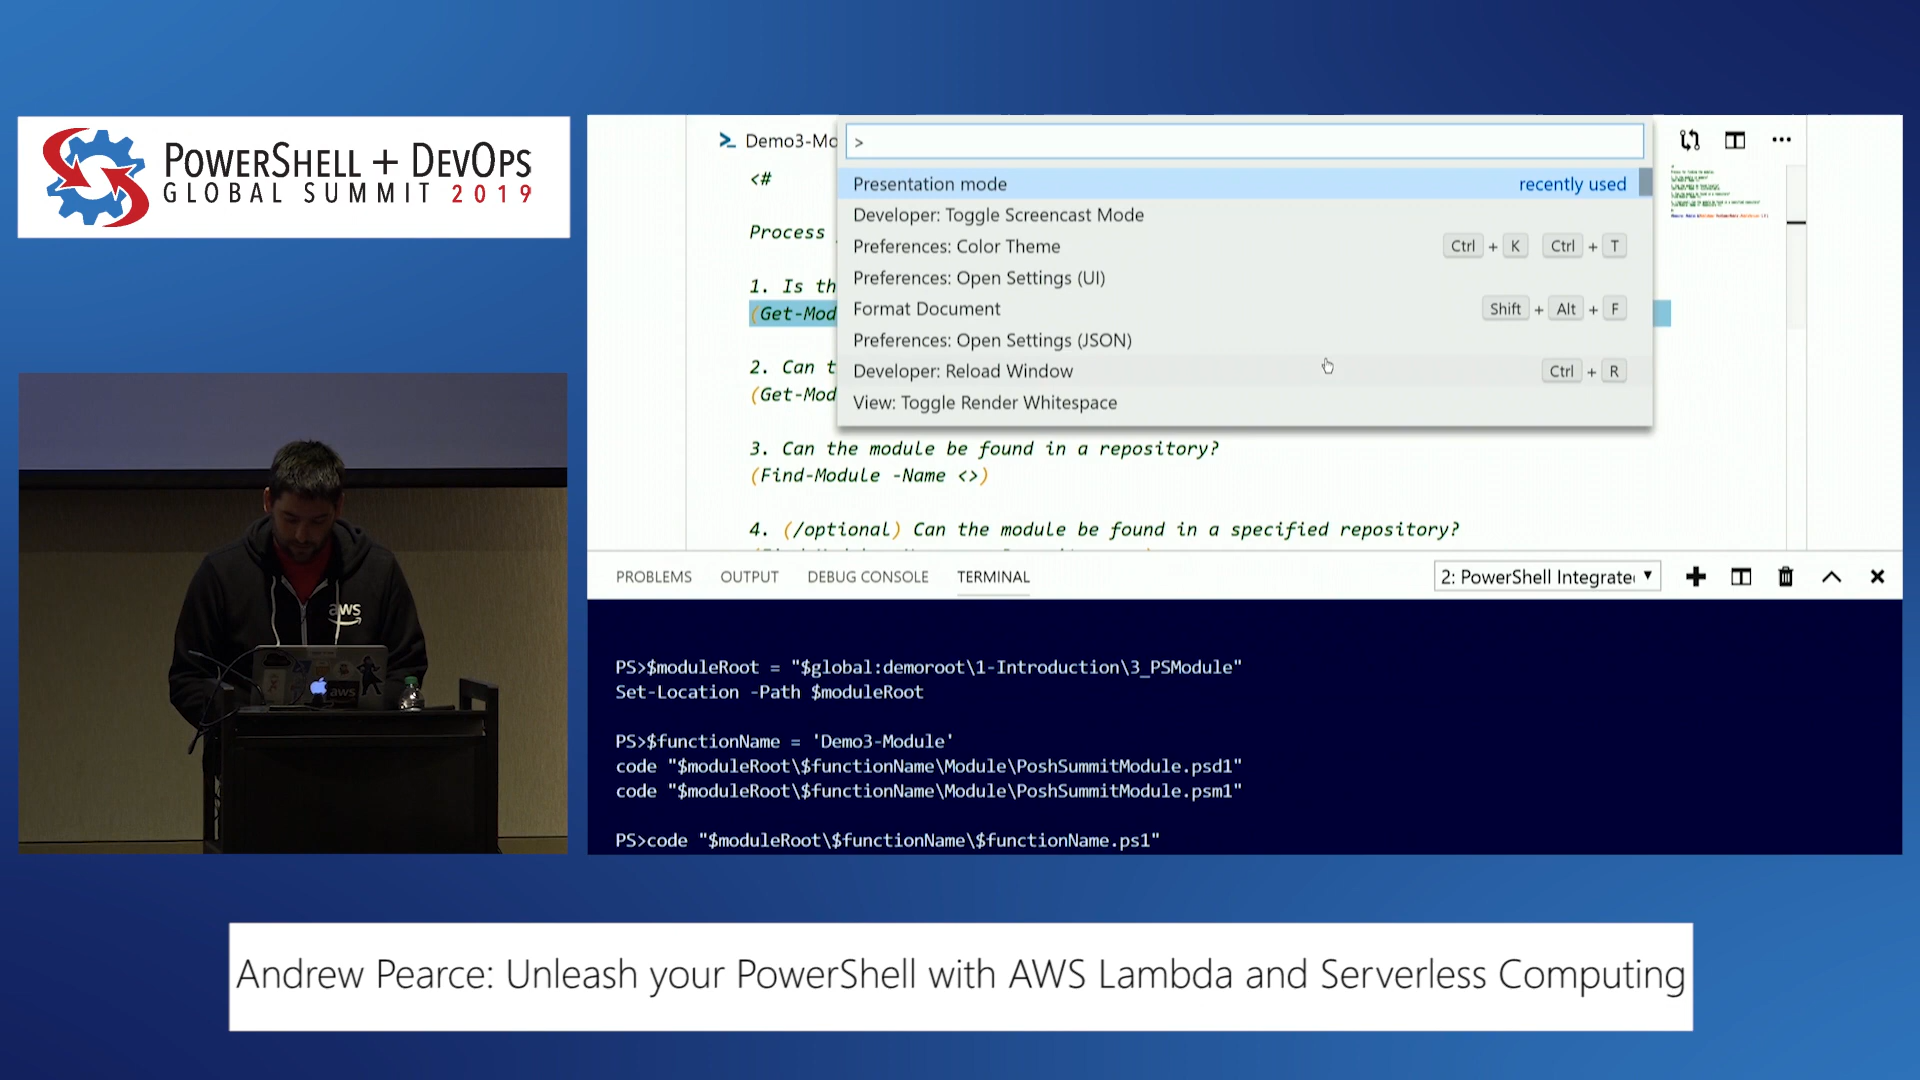 POWERSHELL + DEVOPS
GLOBAL SUMMIT 2019
Demo3-Mo
>
<#
Presentation mode recently used
Developer: Toggle Screencast Mode
Process
Preferences: Color Theme Ctrl + K Ctrl + T
Preferences: Open Settings (UI)
1. Is th
Format Document Shift + Alt + F
(Get-Mod
Preferences: Open Settings (JSON)
2. Can t
Developer: Reload Window Ctrl + R
(Get-Mod
View: Toggle Render Whitespace
3. Can the module be found in a repository?
(Find-Module -Name <>)
4. (/optional) Can the module be found in a specified repository?
PROBLEMS OUTPUT DEBUG CONSOLE TERMINAL 2: PowerShell Integrate
PS>$moduleRoot = "$global:demoroot\1-Introduction\3_PSModule"
Set-Location -Path $moduleRoot
PS>$functionName = 'Demo3-Module'
code "$moduleRoot\$functionName\Module\PoshSummitModule.psd1"
code "$moduleRoot\$functionName\Module\PoshSummitModule.psm1"
PS>code "$moduleRoot\$functionName\$functionName.ps1"
aws
aws
Andrew Pearce: Unleash your PowerShell with AWS Lambda and Serverless Computing